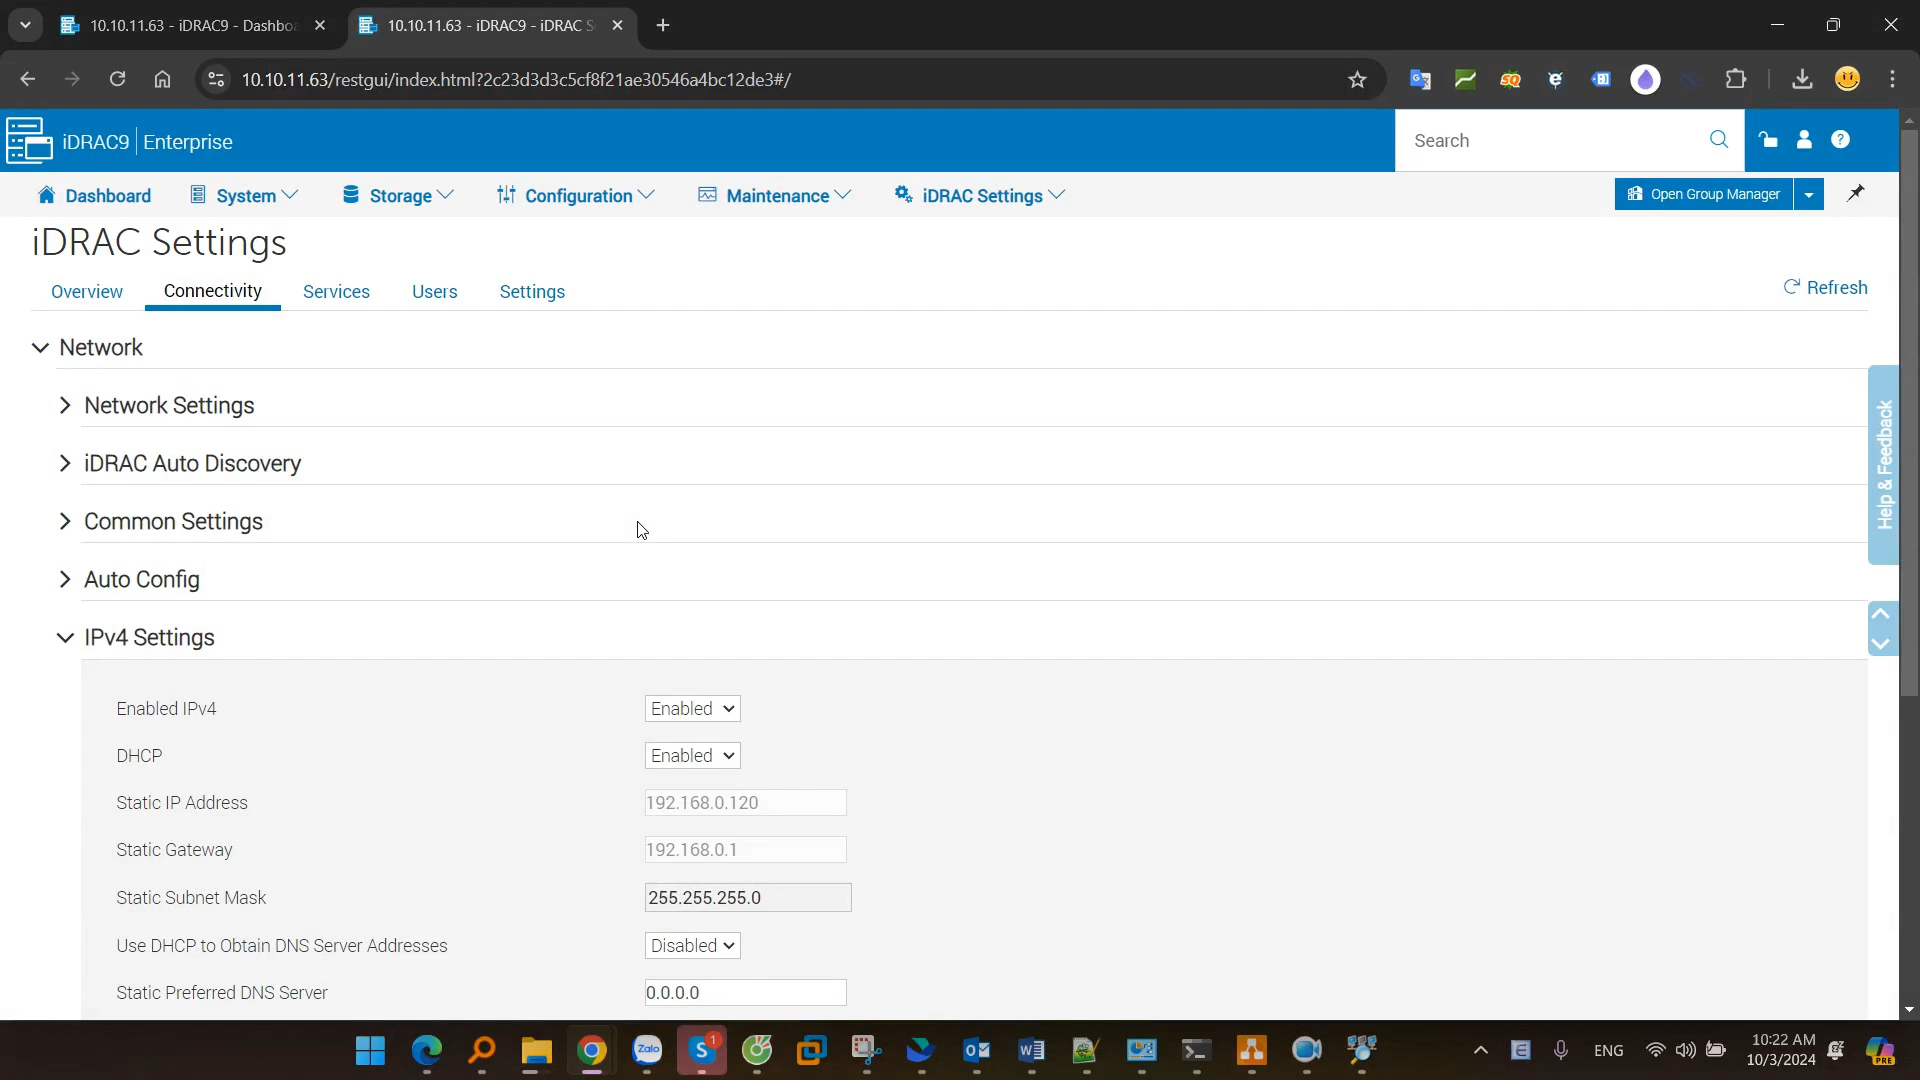 10.10.11.63 - iDRAC9 - Dashbo
10.10.11.63 - iDRAC9 - iDRAC S
10.10.11.63/restgui/index.html?2c23d3d3c5cf8f21ae30546a4bc12de3#/
iDRAC9 | Enterprise
Search
Dashboard
System
Storage
Configuration
Maintenance
iDRAC Settings
Open Group Manager
iDRAC Settings
Overview
Connectivity
Services
Users
Settings
Refresh
Network
Network Settings
iDRAC Auto Discovery
Common Settings
Auto Config
IPv4 Settings
Enabled IPv4 Enabled
DHCP Enabled
Static IP Address 192.168.0.120
Static Gateway 192.168.0.1
Static Subnet Mask 255.255.255.0
Use DHCP to Obtain DNS Server Addresses Disabled
Static Preferred DNS Server 0.0.0.0
Help & Feedback
Zalo
S
1
ENG
10:22 AM
10/3/2024
PRE